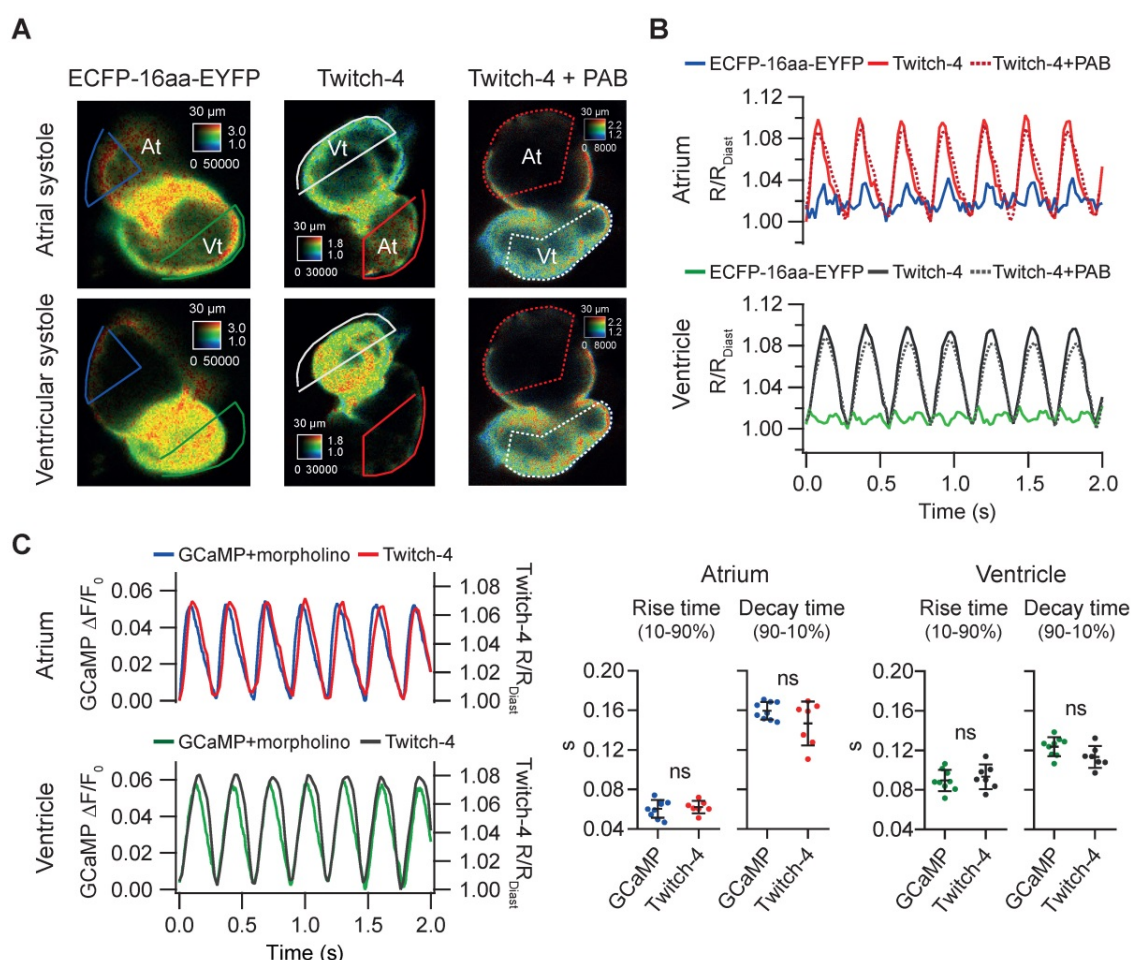 A
ECFP-16aa-EYFP
Twitch-4
Twitch-4 + PAB
Atrial systole
30 µm
3.0
1.0
0 50000
At
Vt
Vt
At
30 µm
1.8
1.0
0 30000
30 µm
2.2
1.2
0 8000
At
Vt
Ventricular systole
30 µm
3.0
1.0
0 50000
30 µm
1.8
1.0
0 30000
30 µm
2.2
1.2
0 8000
B
ECFP-16aa-EYFP Twitch-4 Twitch-4+PAB
Atrium
R/R_Diast
1.12
1.08
1.04
1.00
ECFP-16aa-EYFP Twitch-4 Twitch-4+PAB
Ventricle
R/R_Diast
1.12
1.08
1.04
1.00
0.0 0.5 1.0 1.5 2.0
Time (s)
C
GCaMP+morpholino Twitch-4
Atrium
GCaMP ΔF/F_0
0.06
0.04
0.02
0.00
1.08
1.06
1.04
1.02
1.00
Twitch-4 R/R_Diast
GCaMP+morpholino Twitch-4
Ventricle
GCaMP ΔF/F_0
0.06
0.04
0.02
0.00
1.08
1.06
1.04
1.02
1.00
Twitch-4 R/R_Diast
0.0 0.5 1.0 1.5 2.0
Time (s)
Atrium
Rise time
(10-90%)
Decay time
(90-10%)
s
0.20
0.16
0.12
0.08
0.04
ns
ns
GCaMP
Twitch-4
GCaMP
Twitch-4
Ventricle
Rise time
(10-90%)
Decay time
(90-10%)
s
0.20
0.16
0.12
0.08
0.04
ns
ns
GCaMP
Twitch-4
GCaMP
Twitch-4